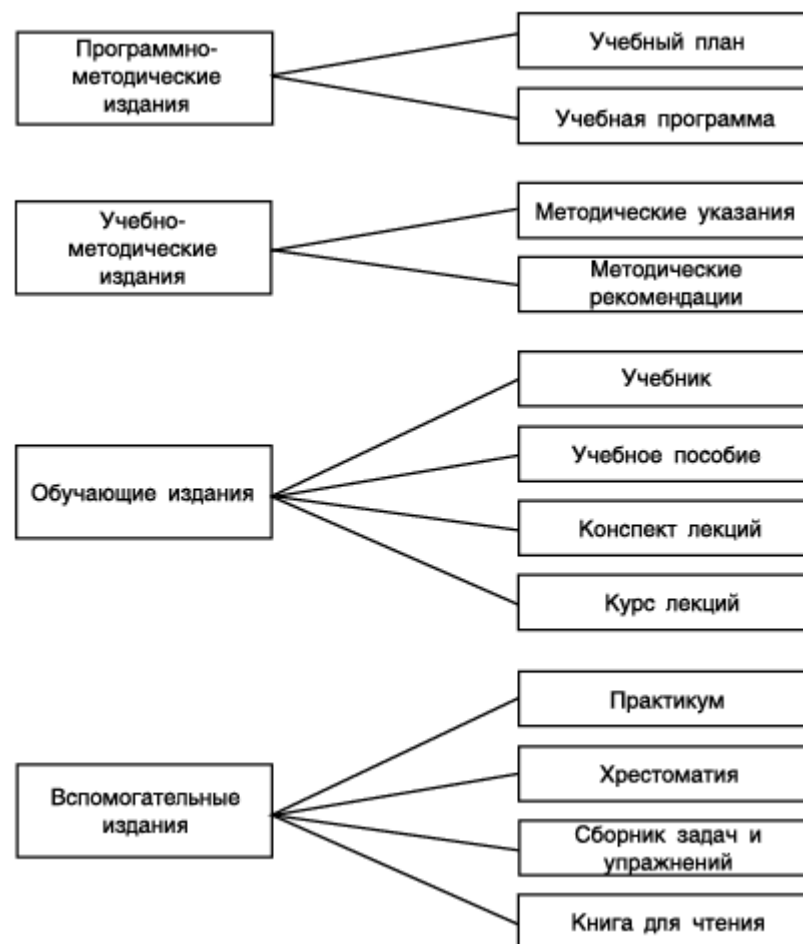 Программно-
методические
издания
Учебный план
Учебная программа
Учебно-
методические
издания
Методические указания
Методические
рекомендации
Обучающие издания
Учебник
Учебное пособие
Конспект лекций
Курс лекций
Вспомогательные
издания
Практикум
Хрестоматия
Сборник задач и
упражнений
Книга для чтения